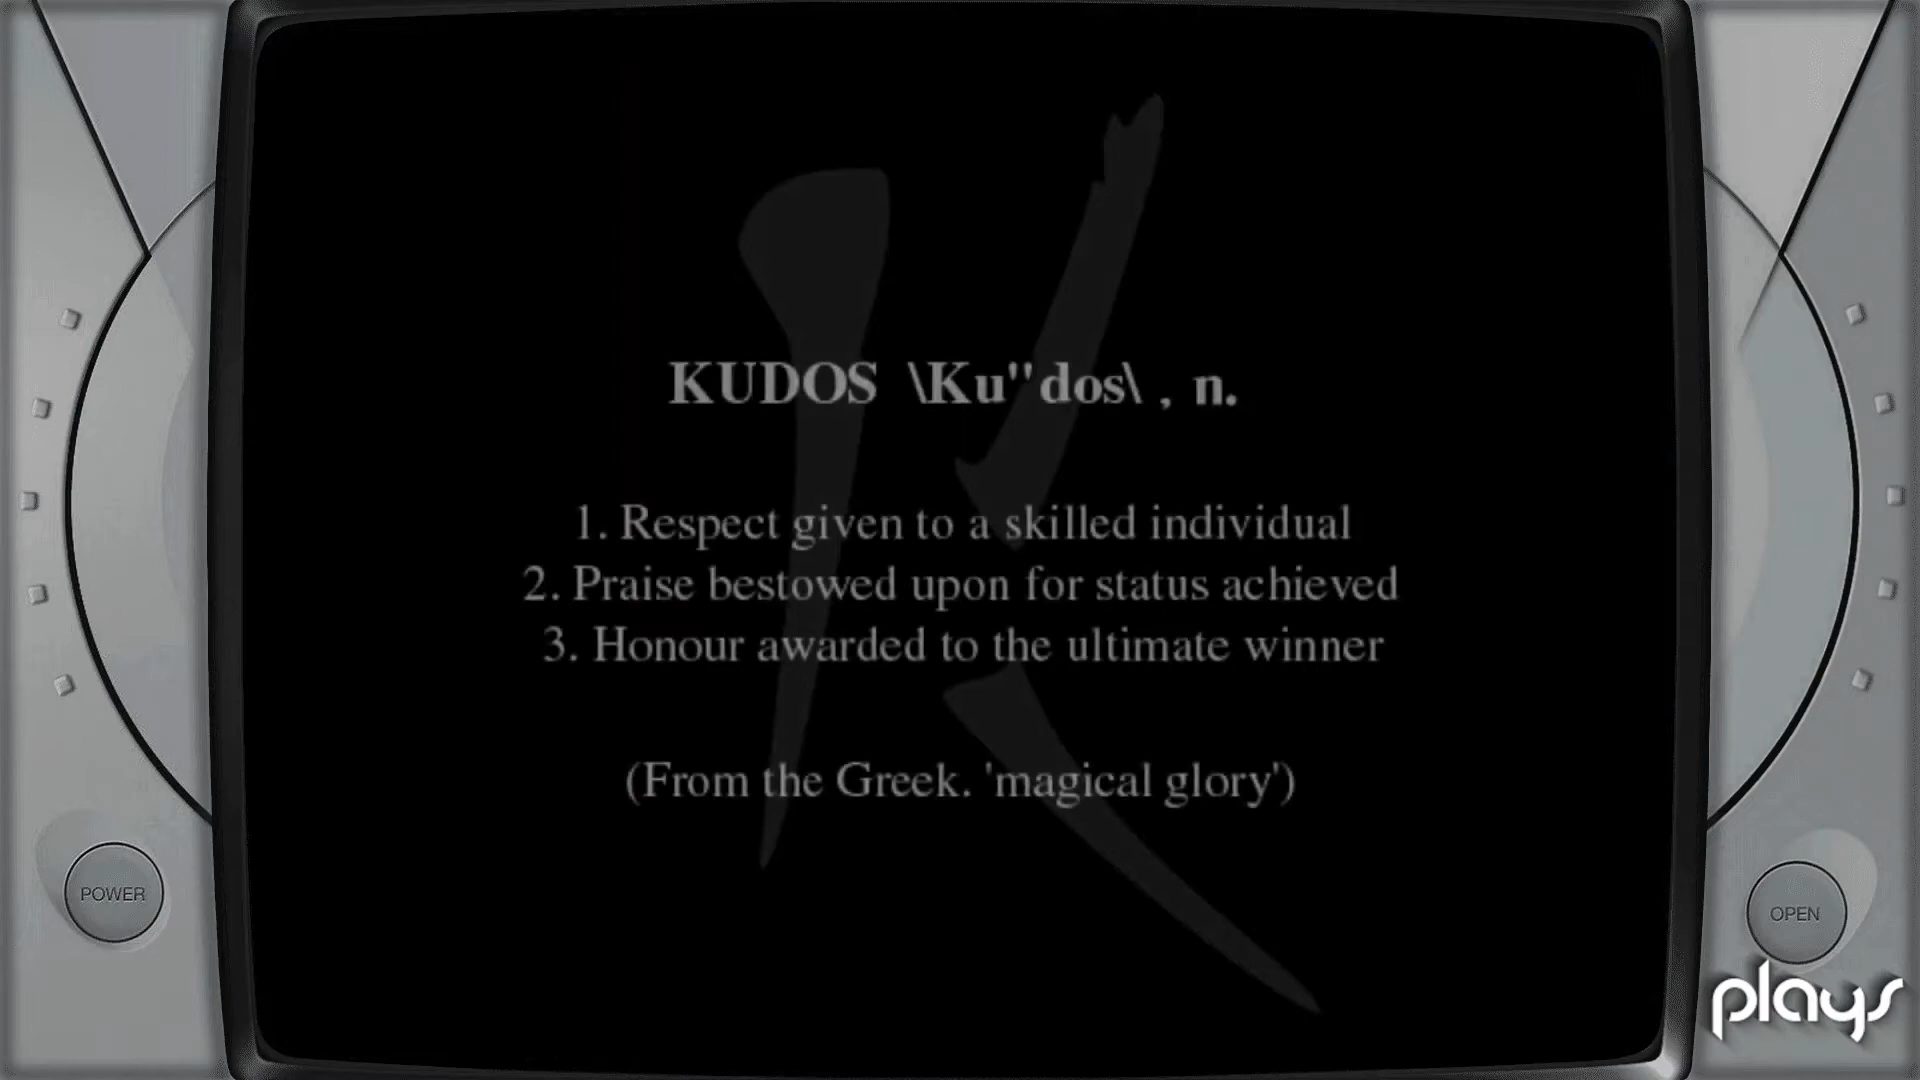 KUDOS \Ku"dos\ , n.
1. Respect given to a skilled individual
2. Praise bestowed upon for status achieved
3. Honour awarded to the ultimate winner
(From the Greek. 'magical glory')
POWER
OPEN
plays